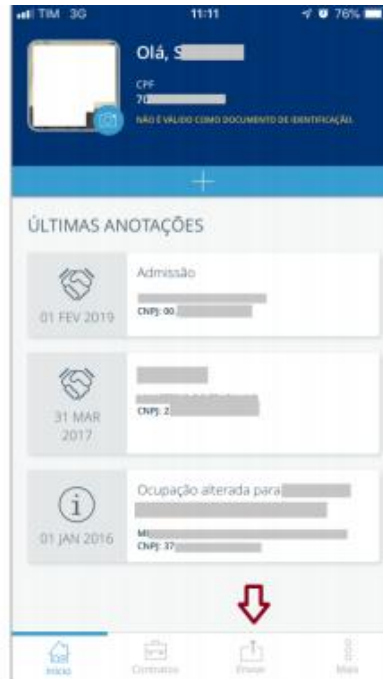 TIM 3G 11:11 76%
Olá, S
CPF
70
NÃO É VÁLIDO COMO DOCUMENTO DE IDENTIFICAÇÃO.
ÚLTIMAS ANOTAÇÕES
Admissão
CNPJ: 00.
01 FEV 2019
CNPJ: 2
31 MAR
2017
Ocupação alterada para
MI
CNPJ: 37
01 JAN 2016
Início Contratos Enviar Mais